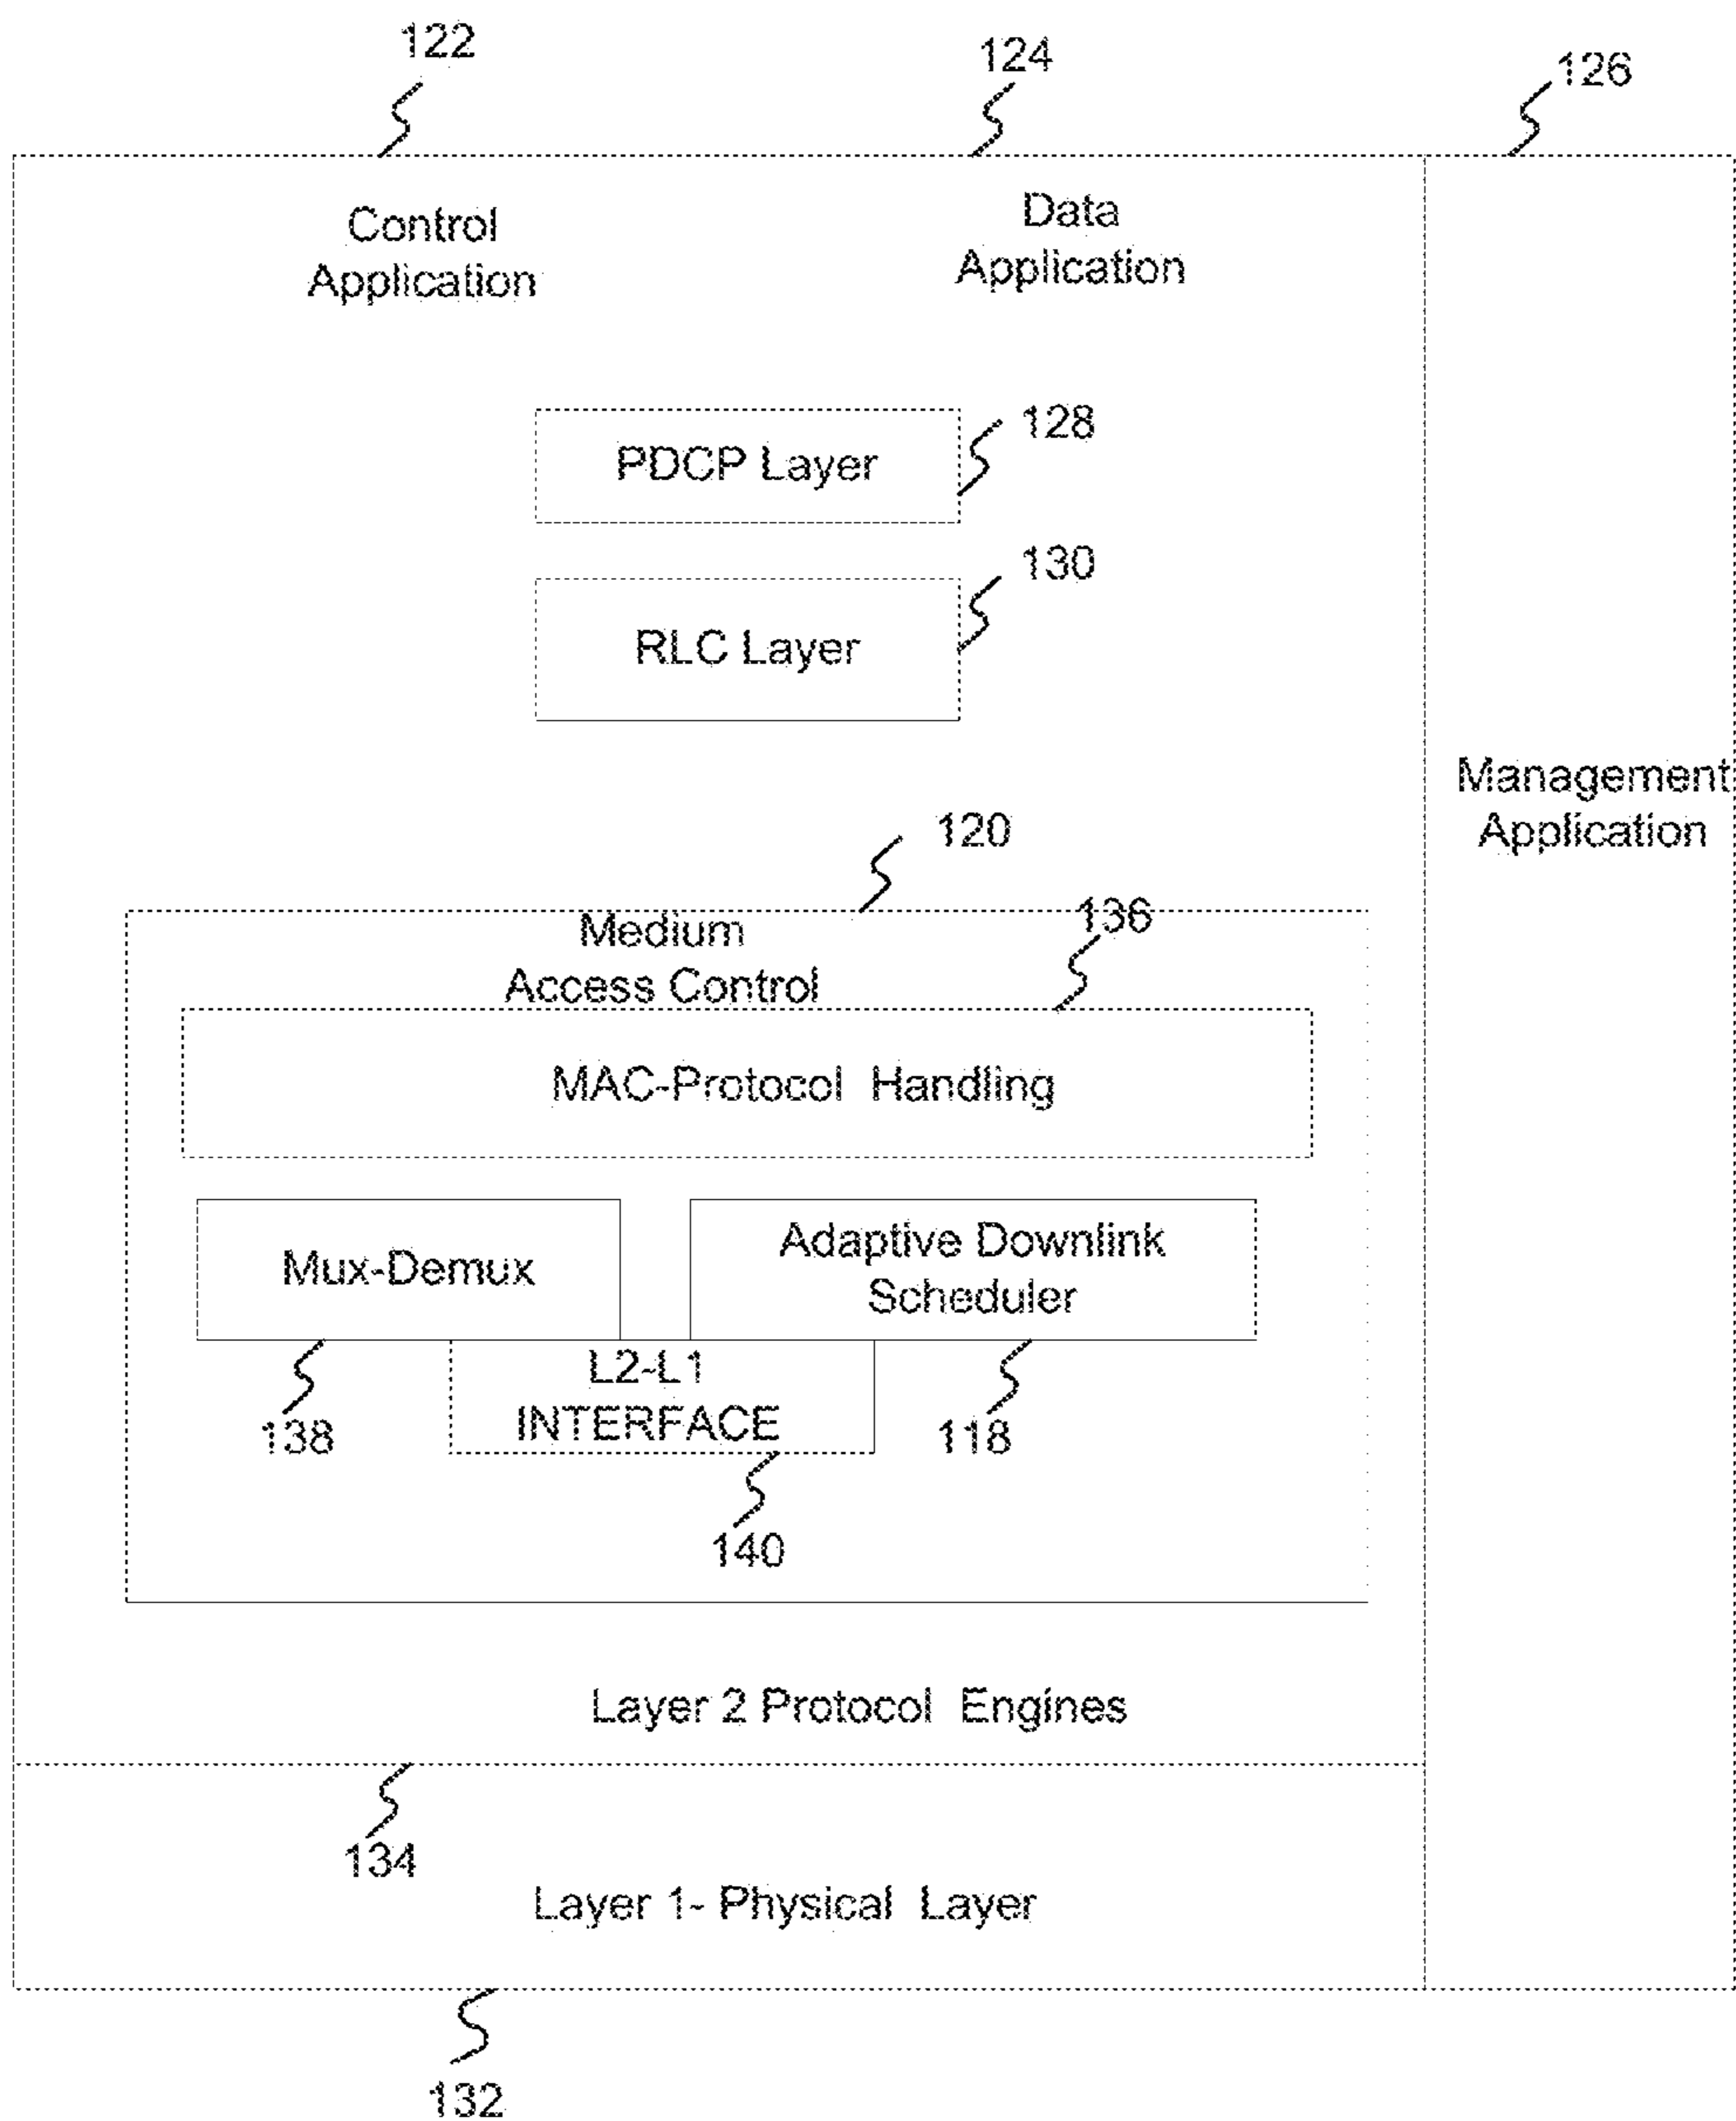 122
124
126
Control
Application
Data
Application
PDCP Layer
128
130
RLC Layer
Management
Application
120
Medium
Access Control
136
MAC-Protocol Handling
Mux-Demux
Adaptive Downlink
Scheduler
L2-L1
INTERFACE
138
118
140
Layer 2 Protocol Engines
134
Layer 1- Physical Layer
132